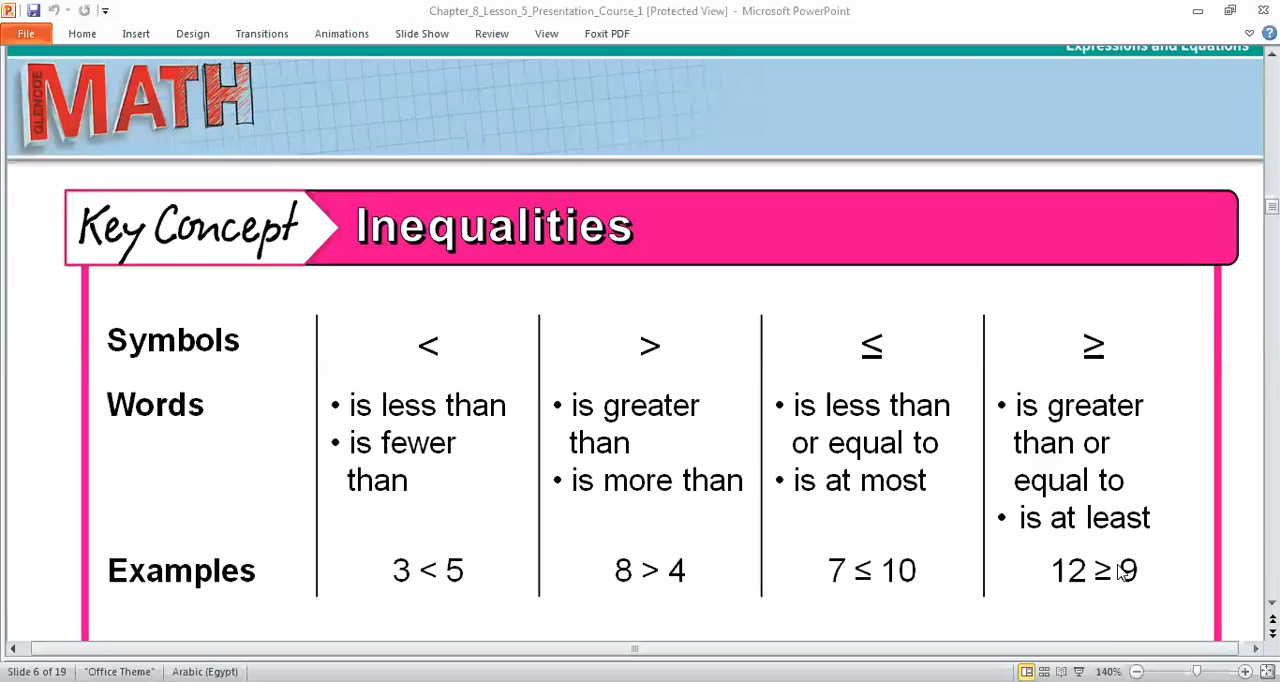 Chapter_8_Lesson_5_Presentation_Course_1 [Protected View] - Microsoft PowerPoint
File Home Insert Design Transitions Animations Slide Show Review View Foxit PDF
Expressions and Equations
GLENCOE
MATH
Key Concept Inequalities
Symbols < > ≤ ≥
Words
• is less than
• is fewer
than
• is greater
than
• is more than
• is less than
or equal to
• is at most
• is greater
than or
equal to
• is at least
Examples 3 < 5 8 > 4 7 ≤ 10 12 ≥ 9
Slide 6 of 19 "Office Theme" Arabic (Egypt) 140%